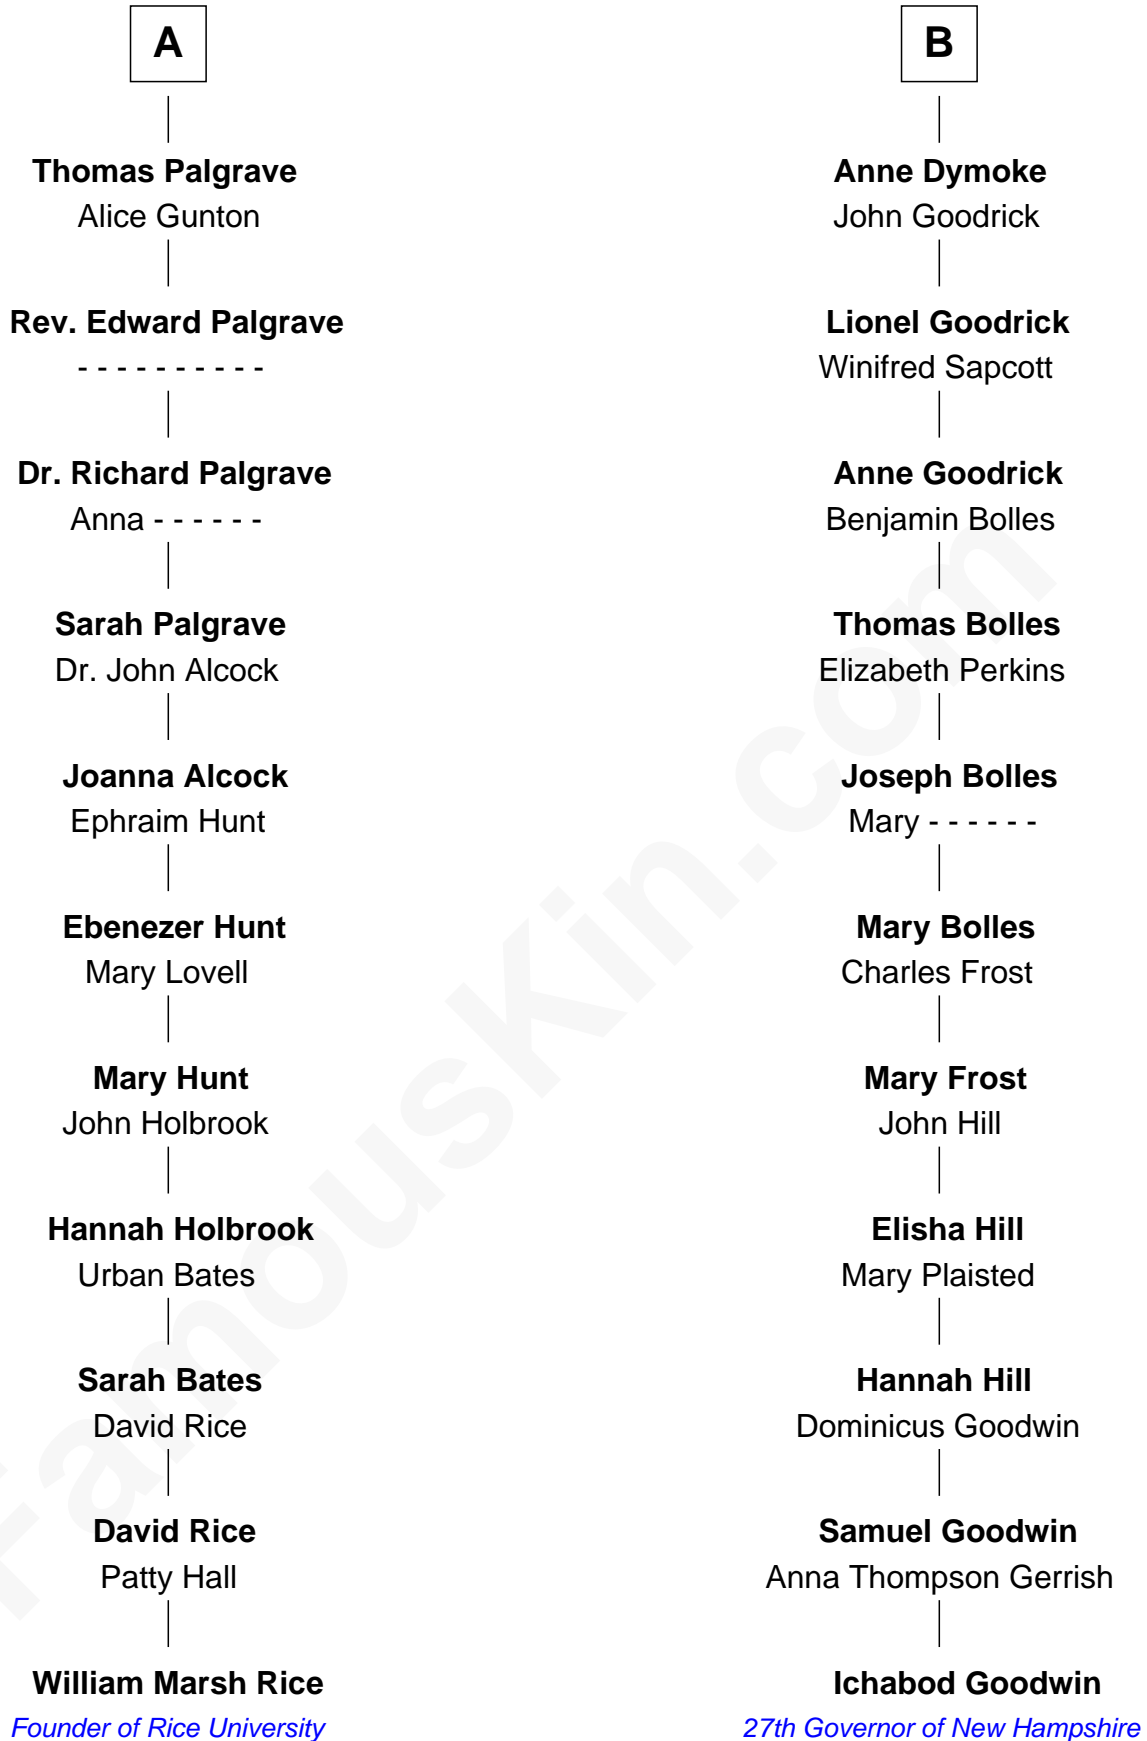 A
Thomas Palgrave
Alice Gunton
Rev. Edward Palgrave
- - - - - - - - - -
Dr. Richard Palgrave
Anna - - - - - -
Sarah Palgrave
Dr. John Alcock
Joanna Alcock
Ephraim Hunt
Ebenezer Hunt
Mary Lovell
Mary Hunt
John Holbrook
Hannah Holbrook
Urban Bates
Sarah Bates
David Rice
David Rice
Patty Hall
William Marsh Rice
Founder of Rice University
B
Anne Dymoke
John Goodrick
Lionel Goodrick
Winifred Sapcott
Anne Goodrick
Benjamin Bolles
Thomas Bolles
Elizabeth Perkins
Joseph Bolles
Mary - - - - - -
Mary Bolles
Charles Frost
Mary Frost
John Hill
Elisha Hill
Mary Plaisted
Hannah Hill
Dominicus Goodwin
Samuel Goodwin
Anna Thompson Gerrish
Ichabod Goodwin
27th Governor of New Hampshire
FamousKin.com